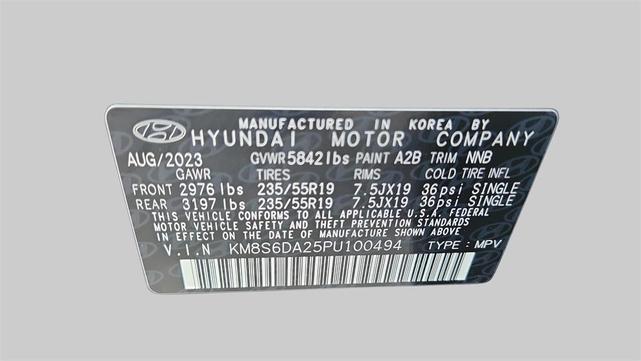 MANUFACTURED IN KOREA BY
HYUNDAI MOTOR COMPANY
AUG/2023 GVWR 5842 lbs PAINT A2B TRIM NNB
GAWR TIRES RIMS COLD TIRE INFL
FRONT 2976 lbs 235/55R19 7.5JX19 36psi SINGLE
REAR 3197 lbs 235/55R19 7.5JX19 36psi SINGLE
THIS VEHICLE CONFORMS TO ALL APPLICABLE U.S.A. FEDERAL
MOTOR VEHICLE SAFETY AND THEFT PREVENTION STANDARDS
IN EFFECT ON THE DATE OF MANUFACTURE SHOWN ABOVE.
V.I.N KM8S6DA25PU100494 TYPE: MPV